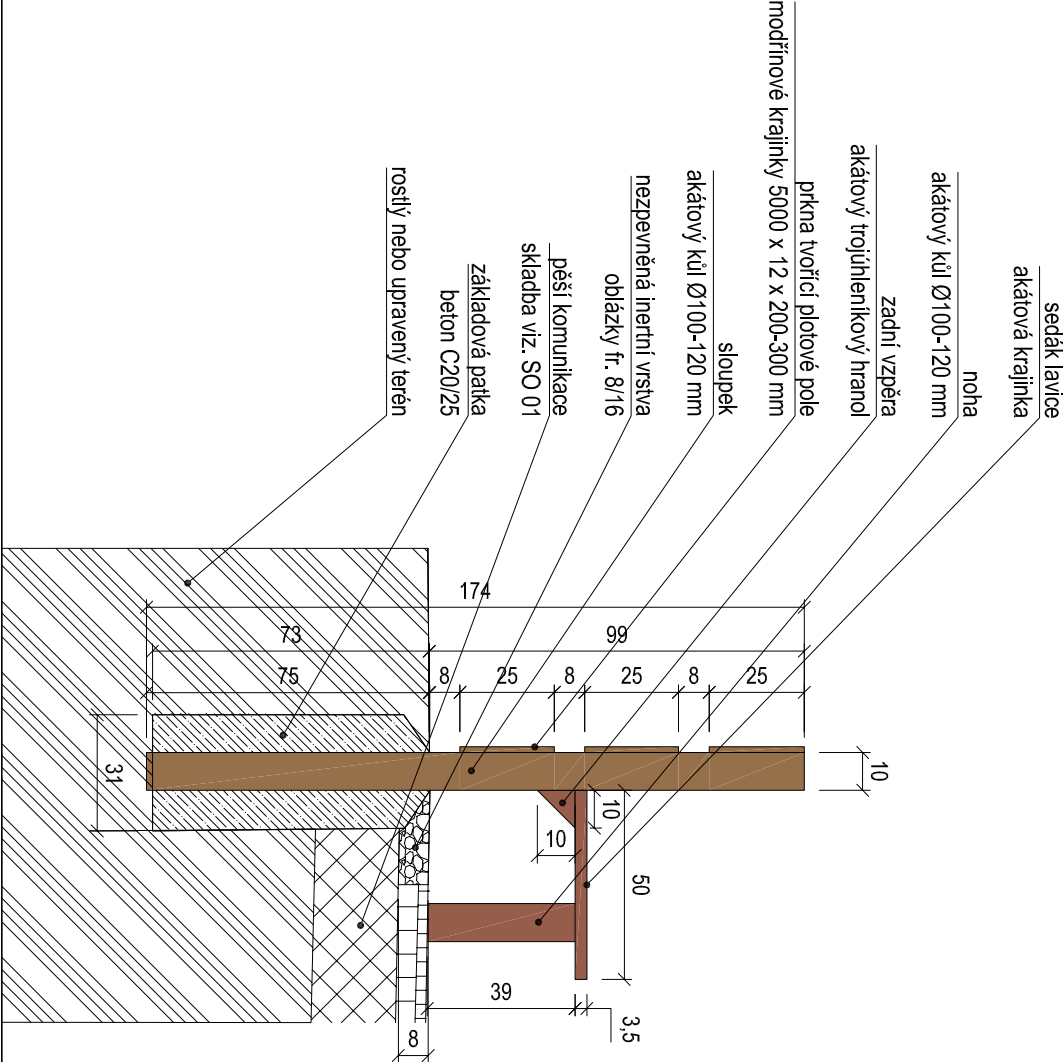 sedák lavice
akátová krajinka
noha
akátový kůl Ø100-120 mm
zadní vzpěra
akátový trojúhleníkový hranol
prkna tvořící plotové pole
modřínové krajinky 5000 x 12 x 200-300 mm
sloupek
akátový kůl Ø100-120 mm
nezpevněná inertní vrstva
oblázky fr. 8/16
pěší komunikace
skladba viz. SO 01
základová patka
beton C20/25
rostlý nebo upravený terén
174
73
99
75
8
25
8
25
8
25
31
10
10
10
50
39
3,5
8